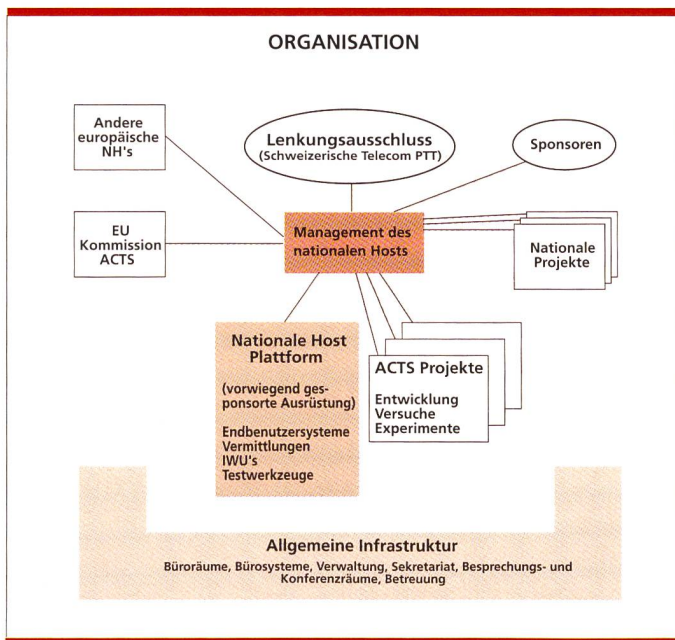 ORGANISATION
Andere
europäische
NH's
Lenkungsausschluss
(Schweizerische Telecom PTT)
Sponsoren
EU
Kommission
ACTS
Management des
nationalen Hosts
Nationale
Projekte
Nationale Host
Plattform
(vorwiegend ges-
ponsorte Ausrüstung)
Endbenutzersysteme
Vermittlungen
IWU's
Testwerkzeuge
ACTS Projekte
Entwicklung
Versuche
Experimente
Allgemeine Infrastruktur
Büroräume, Bürosysteme, Verwaltung, Sekretariat, Besprechungs- und
Konferenzräume, Betreuung